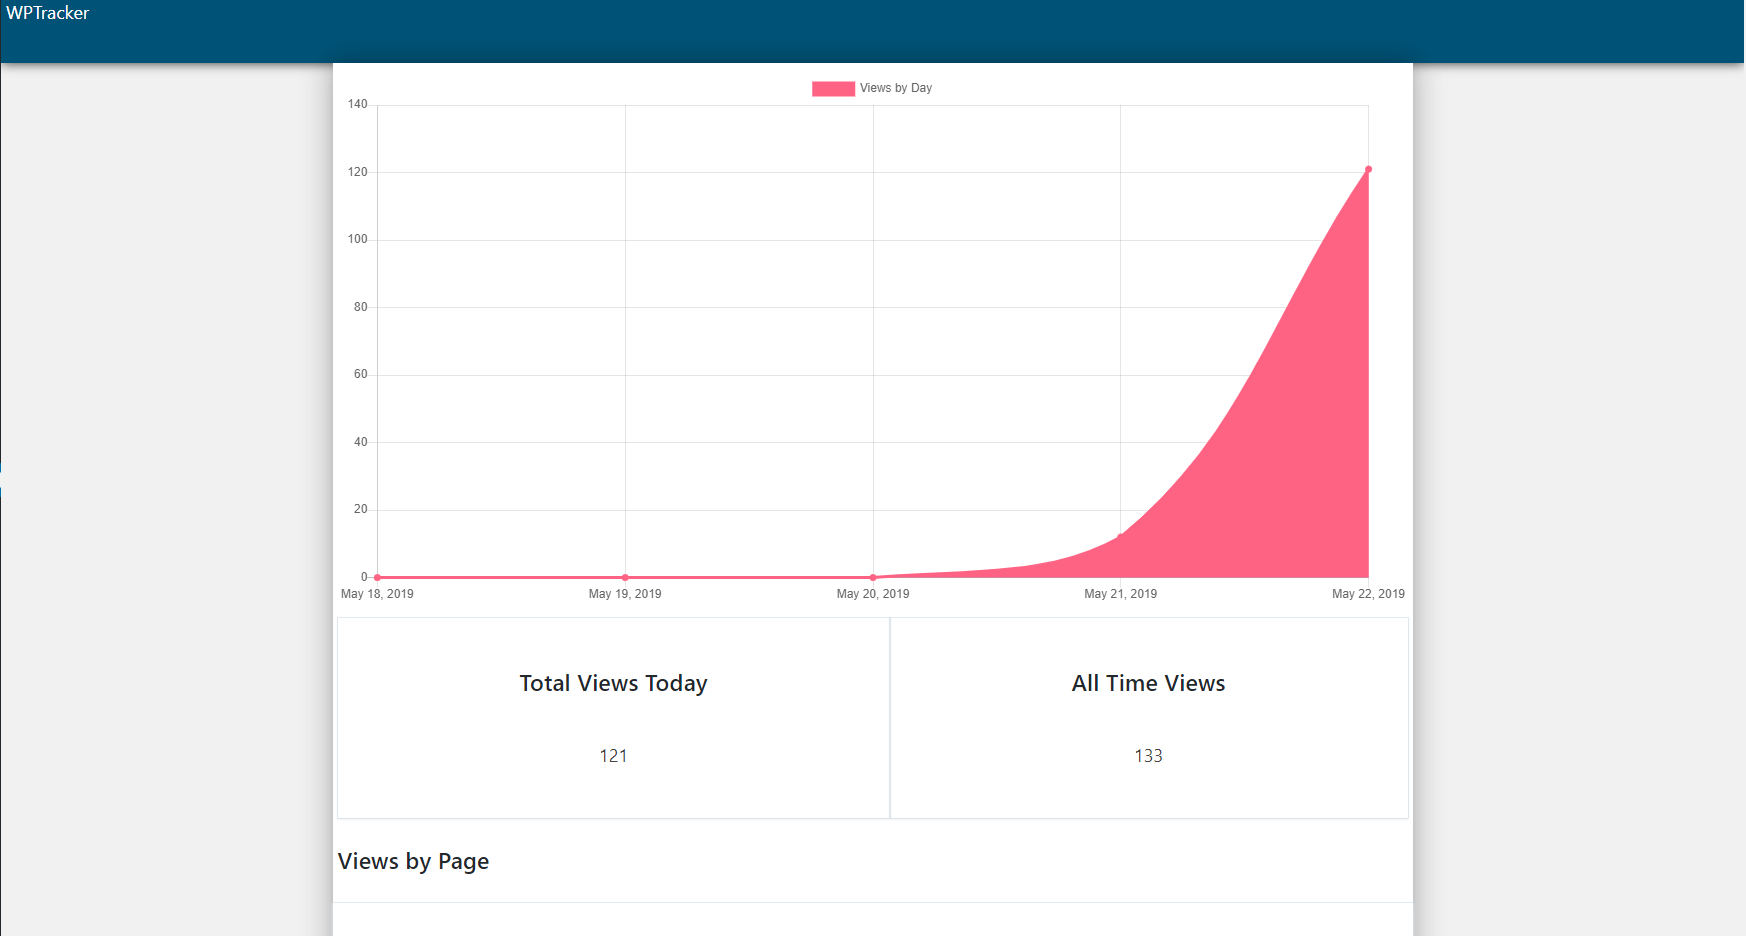 WPTracker
Views by Day
140
120
100
80
60
40
20
0
May 18, 2019 May 19, 2019 May 20, 2019 May 21, 2019 May 22, 2019
Total Views Today All Time Views
121 133
Views by Page